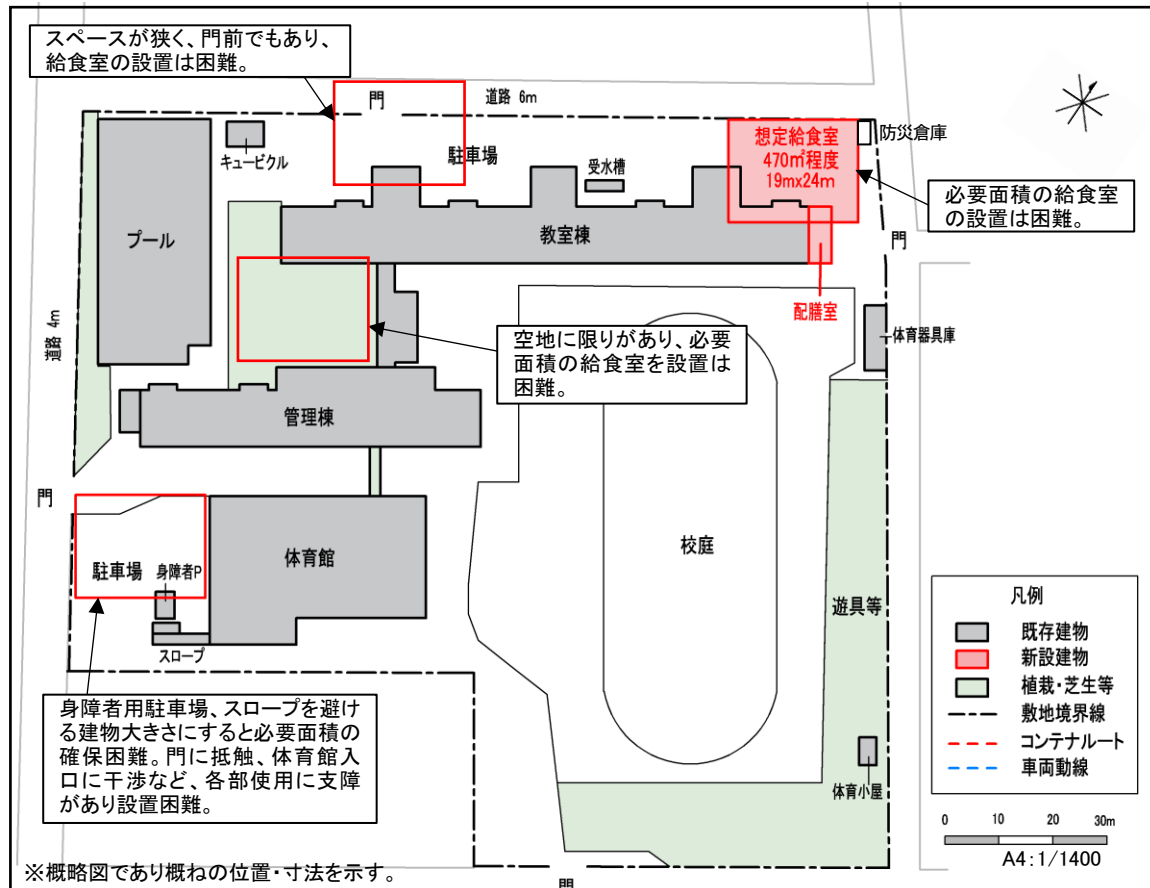 スペースが狭く、門前でもあり、
給食室の設置は困難。
門
道路 6m
キュービクル
駐車場
受水槽
想定給食室
470㎡程度
19mx24m
防災倉庫
必要面積の給食室
の設置は困難。
プール
教室棟
門
配膳室
道路 4m
空地に限りがあり、必要
面積の給食室を設置は
困難。
体育器具庫
管理棟
門
駐車場
身障者P
体育館
スロープ
校庭
遊具等
身障者用駐車場、スロープを避け
る建物大きさにすると必要面積の
確保困難。門に抵触、体育館入
口に干渉など、各部使用に支障
があり設置困難。
体育小屋
凡例
既存建物
新設建物
植栽・芝生等
敷地境界線
コンテナルート
車両動線
0 10 20 30m
A4:1/1400
※概略図であり概ねの位置・寸法を示す。
門